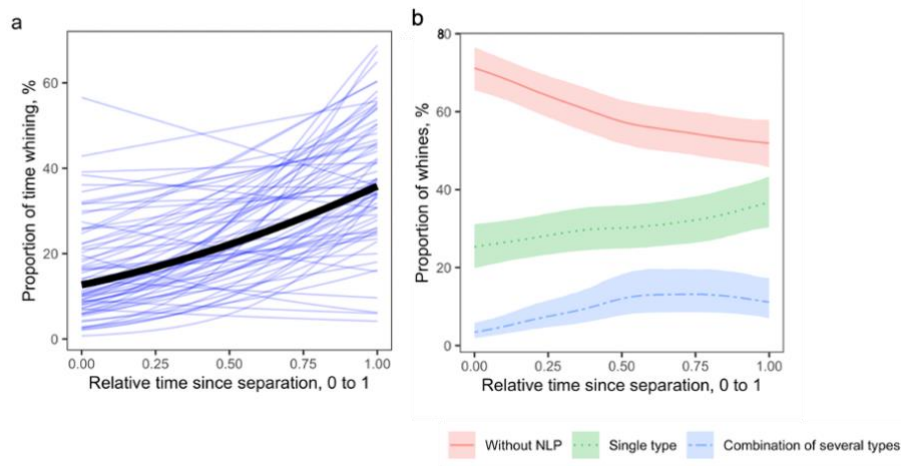 a
Proportion of time whining, %
60
40
20
0
0.00 0.25 0.50 0.75 1.00
Relative time since separation, 0 to 1
b
Proportion of whines, %
80
60
40
20
0
0.00 0.25 0.50 0.75 1.00
Relative time since separation, 0 to 1
Without NLP Single type Combination of several types